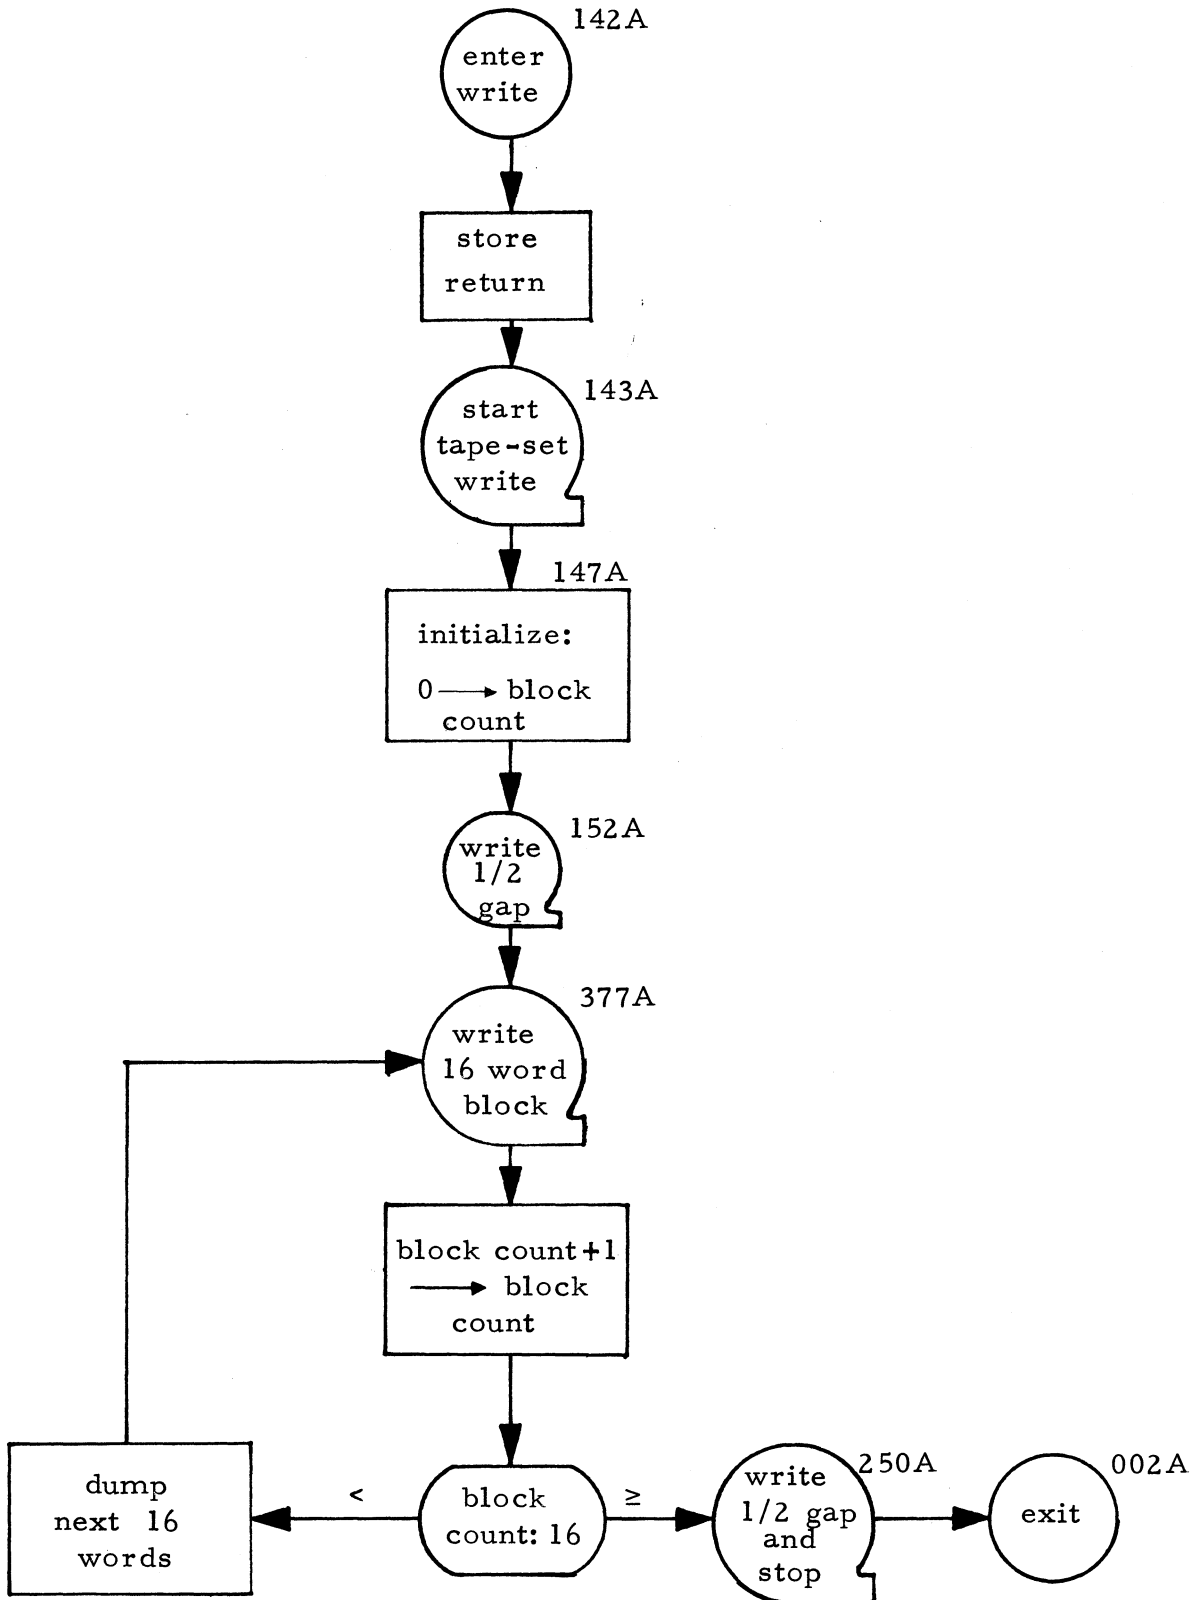 142A
enter
write
store
return
143A
start
tape-set
write
147A
initialize:
0 → block
count
152A
write
1/2
gap
377A
write
16 word
block
block count+1
→ block
count
dump
next 16
words
<
block
count: 16
≥
250A
write
1/2 gap
and
stop
002A
exit